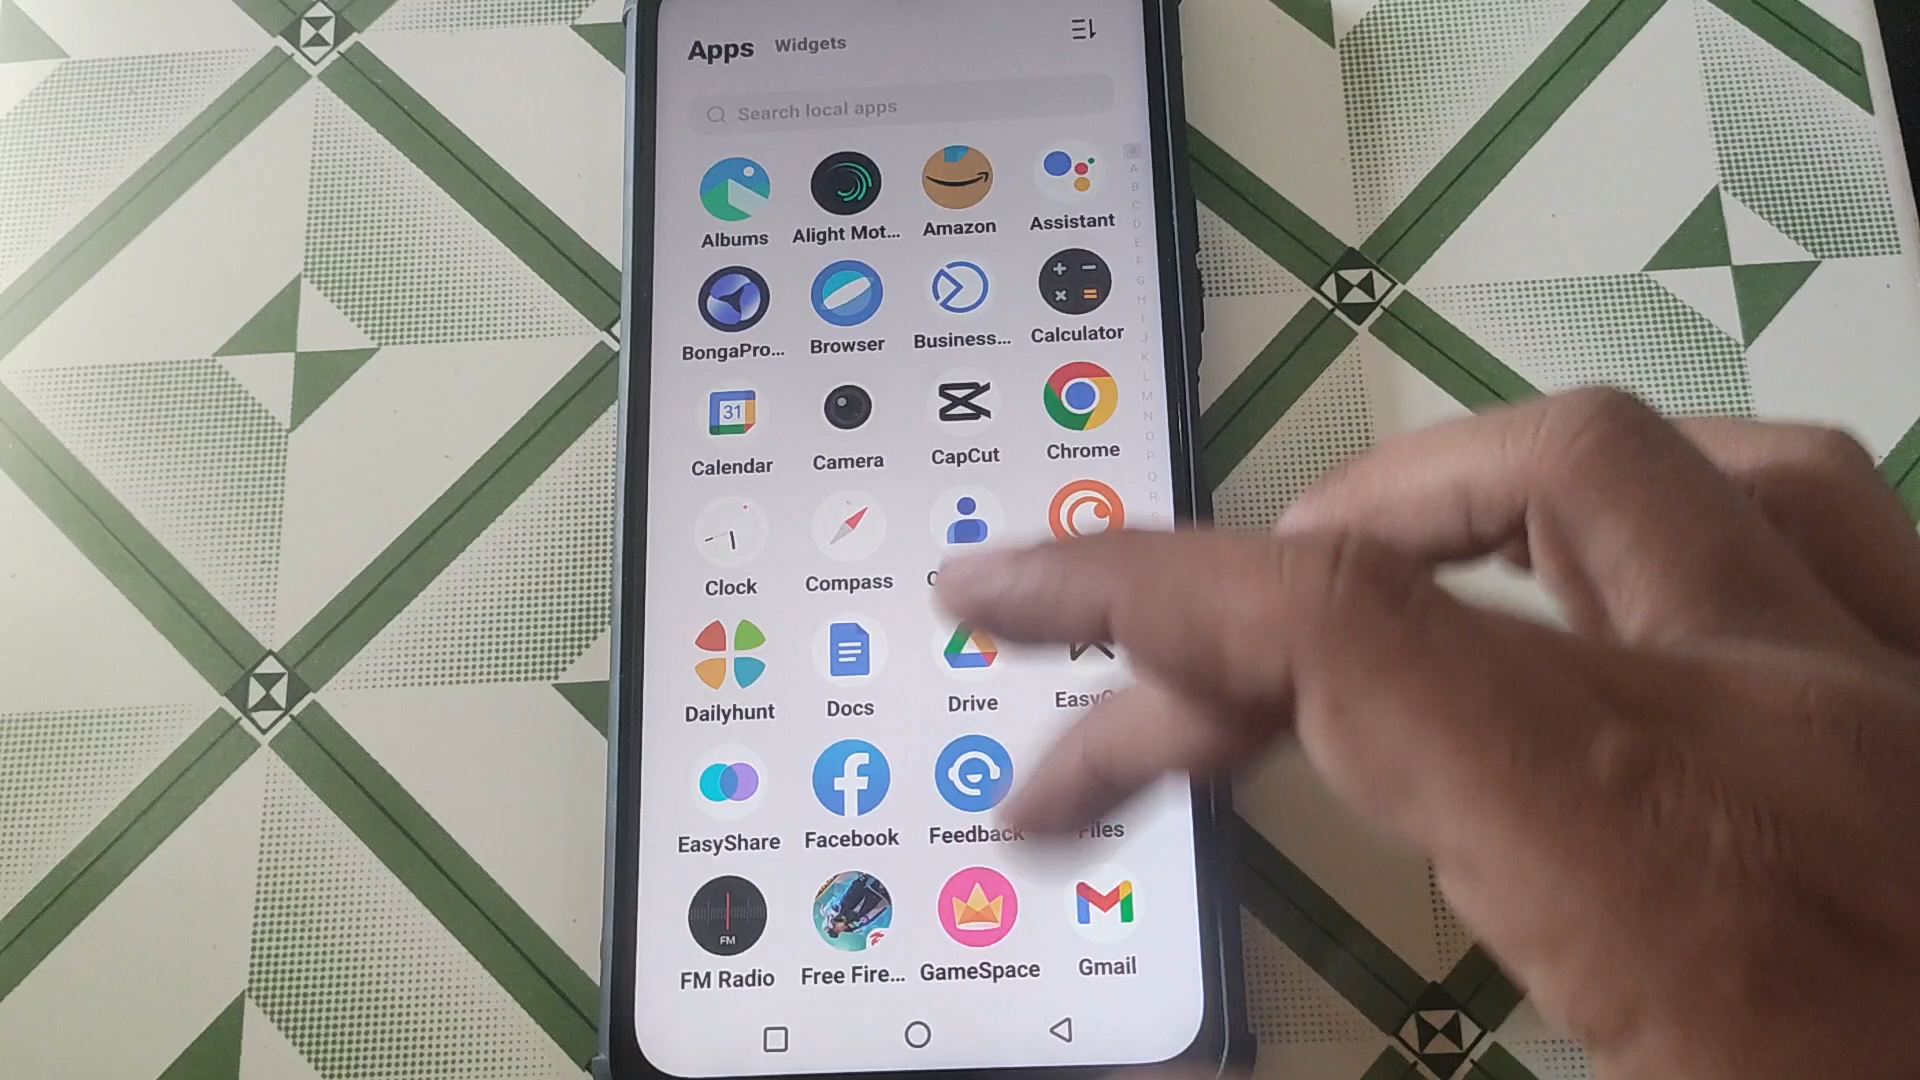 Apps Widgets
Search local apps
Albums Alight Mot... Amazon Assistant
BongaPro... Browser Business... Calculator
31
Calendar Camera CapCut Chrome
Clock Compass
Dailyhunt Docs Drive
EasyShare Facebook Feedback Files
FM
FM Radio Free Fire... GameSpace Gmail